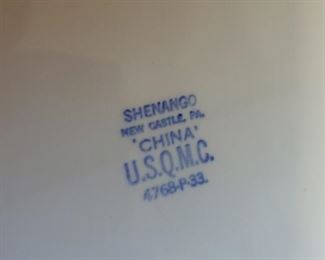 SHENANGO
NEW CASTLE, PA.
"CHINA"
U.S.Q.M.C.
4768-P-33.